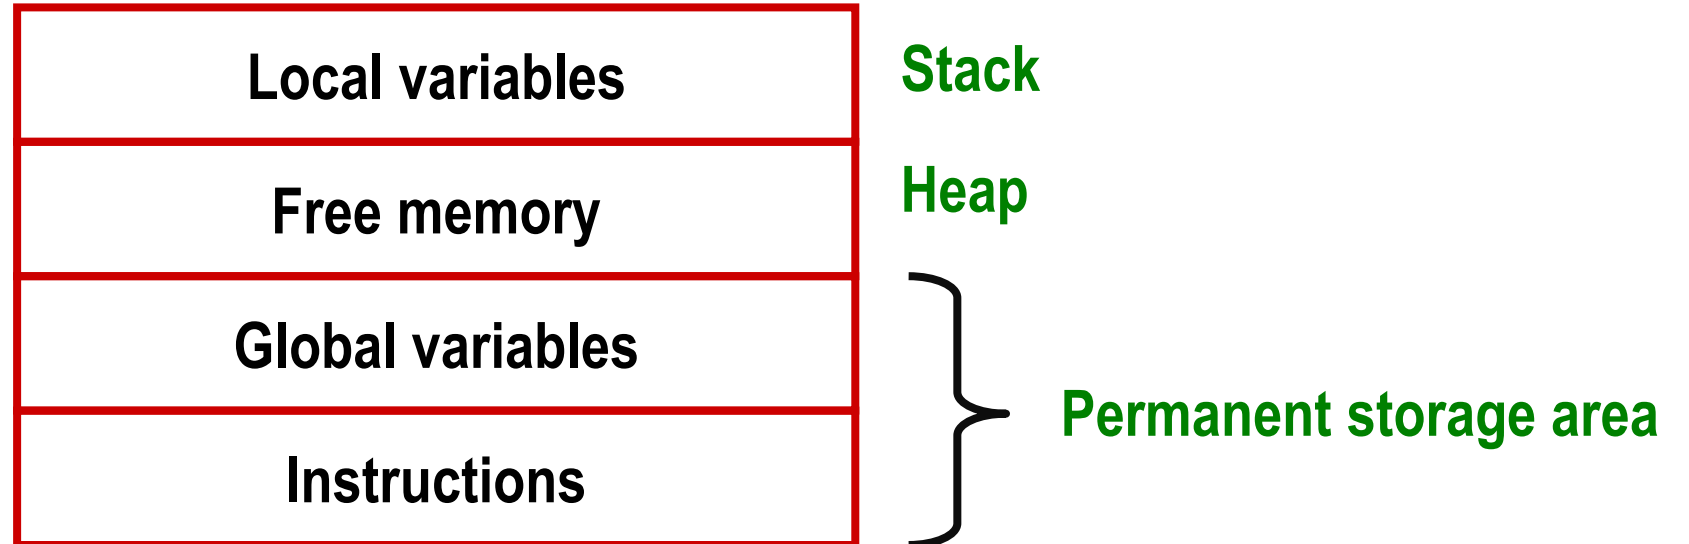 Local variables
Stack
Free memory
Heap
Global variables
Instructions
Permanent storage area